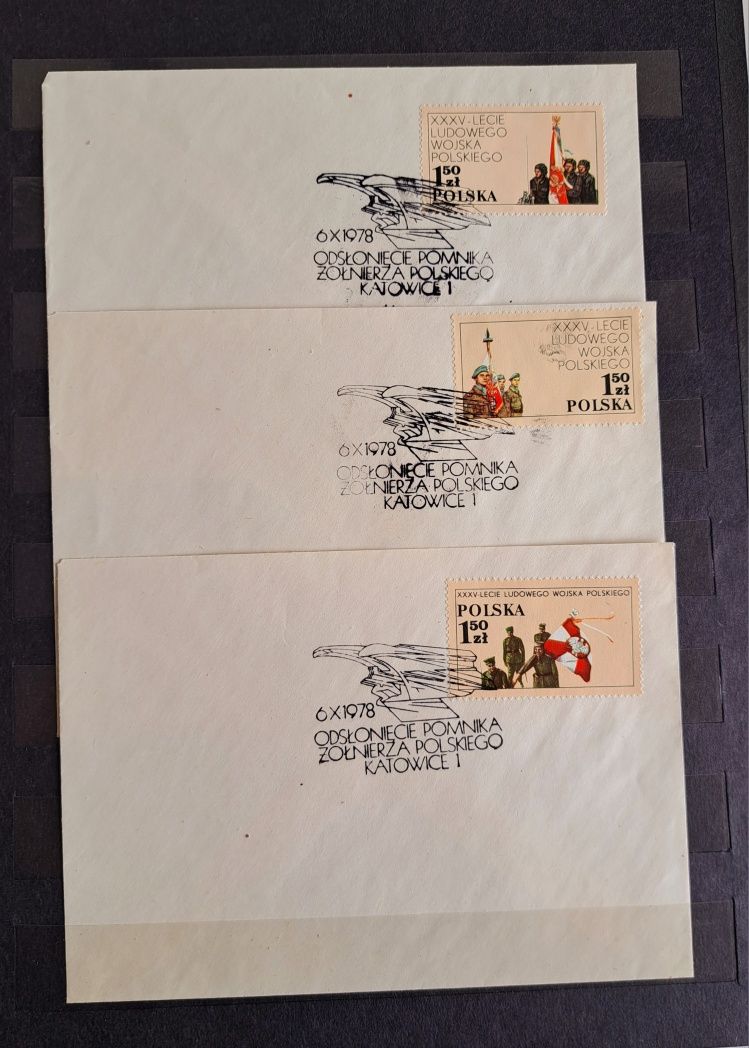 XXXV-LECIE
LUDOWEGO
WOJSKA
POLSKIEGO
1 50 zł
POLSKA
6 X 1978
ODSŁONIĘCIE POMNIKA
ŻOŁNIERZA POLSKIEGO
KATOWICE 1
XXXV-LECIE
LUDOWEGO
WOJSKA
POLSKIEGO
1 50 zł
POLSKA
6 X 1978
ODSŁONIĘCIE POMNIKA
ŻOŁNIERZA POLSKIEGO
KATOWICE 1
XXXV-LECIE LUDOWEGO WOJSKA POLSKIEGO
POLSKA
1 50 zł
6 X 1978
ODSŁONIĘCIE POMNIKA
ŻOŁNIERZA POLSKIEGO
KATOWICE 1